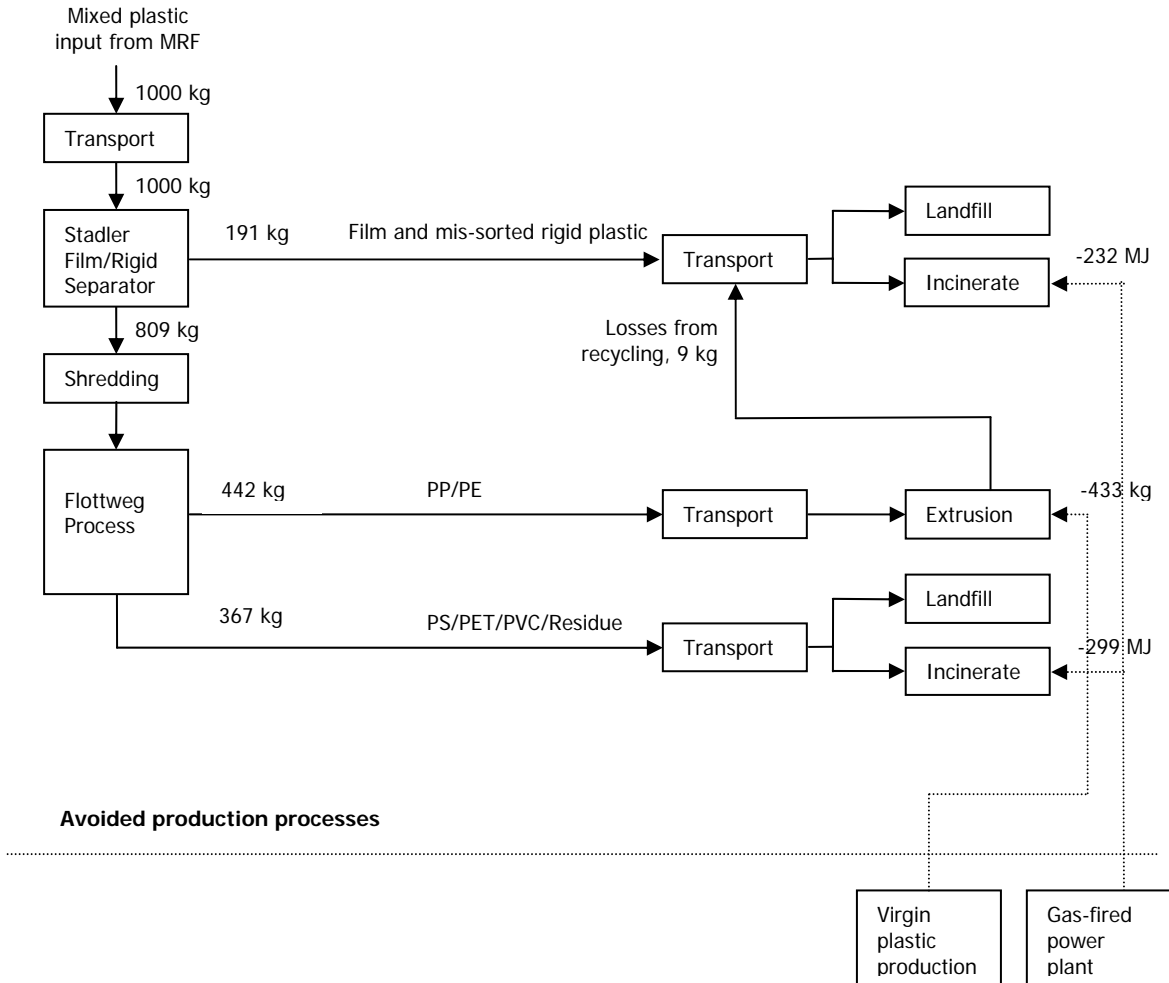 Mixed plastic
input from MRF
1000 kg
Transport
1000 kg
Stadler
Film/Rigid
Separator
191 kg
Film and mis-sorted rigid plastic
Transport
Landfill
Incinerate
-232 MJ
809 kg
Losses from
recycling, 9 kg
Shredding
Flottweg
Process
442 kg
PP/PE
Transport
Extrusion
-433 kg
367 kg
PS/PET/PVC/Residue
Transport
Landfill
Incinerate
-299 MJ
Avoided production processes
Virgin
plastic
production
Gas-fired
power
plant